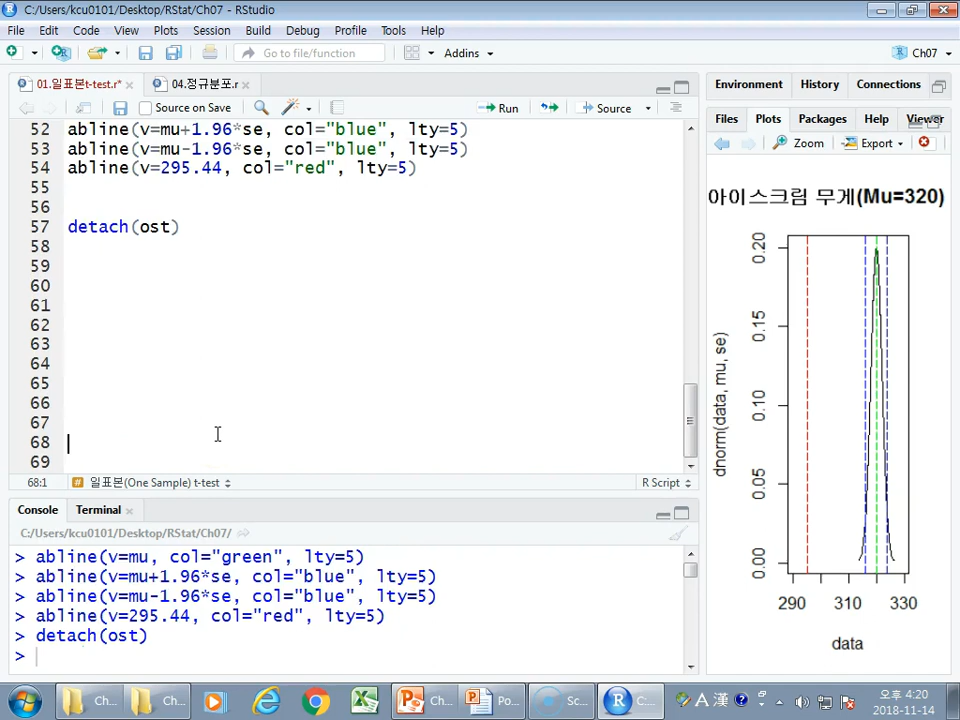 C:/Users/kcu0101/Desktop/RStat/Ch07 - RStudio
File Edit Code View Plots Session Build Debug Profile Tools Help
Go to file/function Addins Ch07
01.일표본t-test.r* 04.정규분포.r
Source on Save Run Source
52 abline(v=mu+1.96*se, col="blue", lty=5)
53 abline(v=mu-1.96*se, col="blue", lty=5)
54 abline(v=295.44, col="red", lty=5)
55
56
57 detach(ost)
58
59
60
61
62
63
64
65
66
67
68
69
68:1 일표본(One Sample) t-test R Script
Console Terminal
C:/Users/kcu0101/Desktop/RStat/Ch07/
> abline(v=mu, col="green", lty=5)
> abline(v=mu+1.96*se, col="blue", lty=5)
> abline(v=mu-1.96*se, col="blue", lty=5)
> abline(v=295.44, col="red", lty=5)
> detach(ost)
>
Environment History Connections
Files Plots Packages Help Viewer
Zoom Export
아이스크림 무게(Mu=320)
dnorm(data, mu, se)
0.20
0.15
0.10
0.05
0.00
290 310 330
data
Ch... Ch... Ch... Po... Sc... C:... A 漢
오후 4:20
2018-11-14